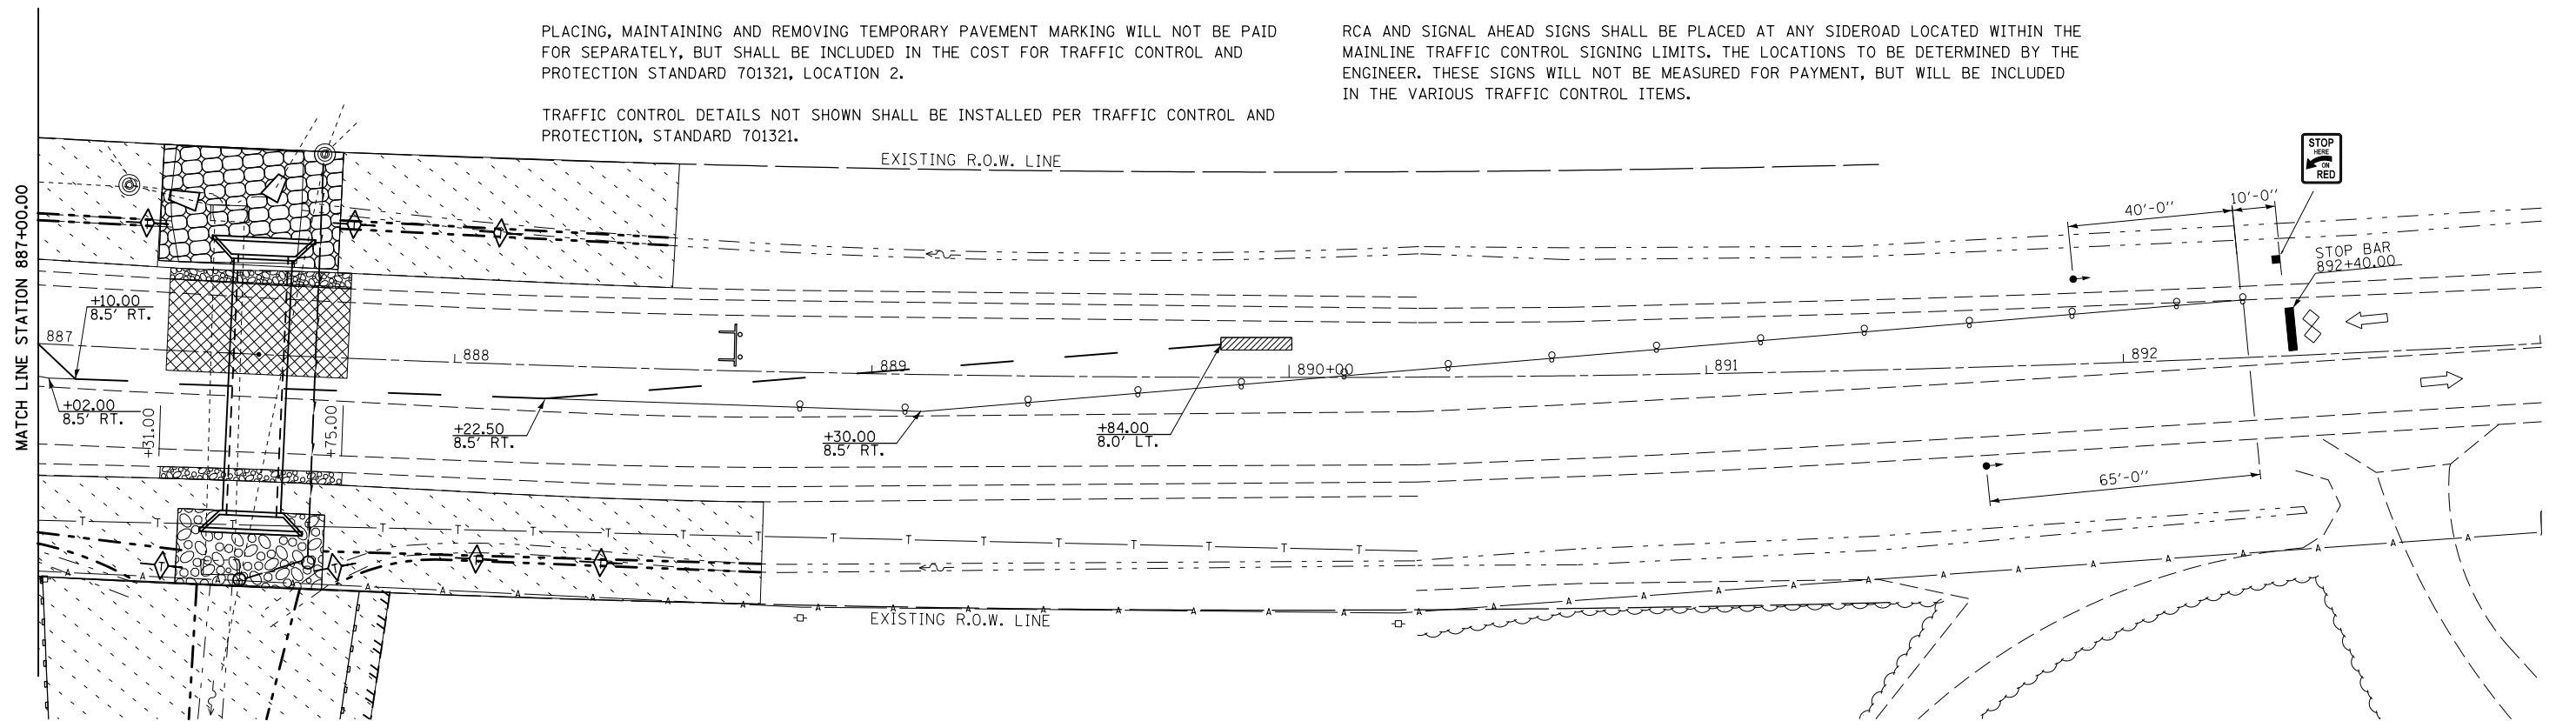 PLACING, MAINTAINING AND REMOVING TEMPORARY PAVEMENT MARKING WILL NOT BE PAID
FOR SEPARATELY, BUT SHALL BE INCLUDED IN THE COST FOR TRAFFIC CONTROL AND
PROTECTION STANDARD 701321, LOCATION 2.
TRAFFIC CONTROL DETAILS NOT SHOWN SHALL BE INSTALLED PER TRAFFIC CONTROL AND
PROTECTION, STANDARD 701321.
RCA AND SIGNAL AHEAD SIGNS SHALL BE PLACED AT ANY SIDEROAD LOCATED WITHIN THE
MAINLINE TRAFFIC CONTROL SIGNING LIMITS. THE LOCATIONS TO BE DETERMINED BY THE
ENGINEER. THESE SIGNS WILL NOT BE MEASURED FOR PAYMENT, BUT WILL BE INCLUDED
IN THE VARIOUS TRAFFIC CONTROL ITEMS.
EXISTING R.O.W. LINE
STOP
HERE
ON
RED
MATCH LINE STATION 887+00.00
40'-0"
10'-0"
STOP BAR
892+40.00
+10.00
8.5' RT.
887
888
889
890+00
891
892
+02.00
8.5' RT.
+31.00
+75.00
+22.50
8.5' RT.
+30.00
8.5' RT.
+84.00
8.0' LT.
65'-0"
T T T T T T T T T T T T T T T T T T
A A A A A A A A A A A A A A A A A A A A A A A A A A A A A A A A A
EXISTING R.O.W. LINE